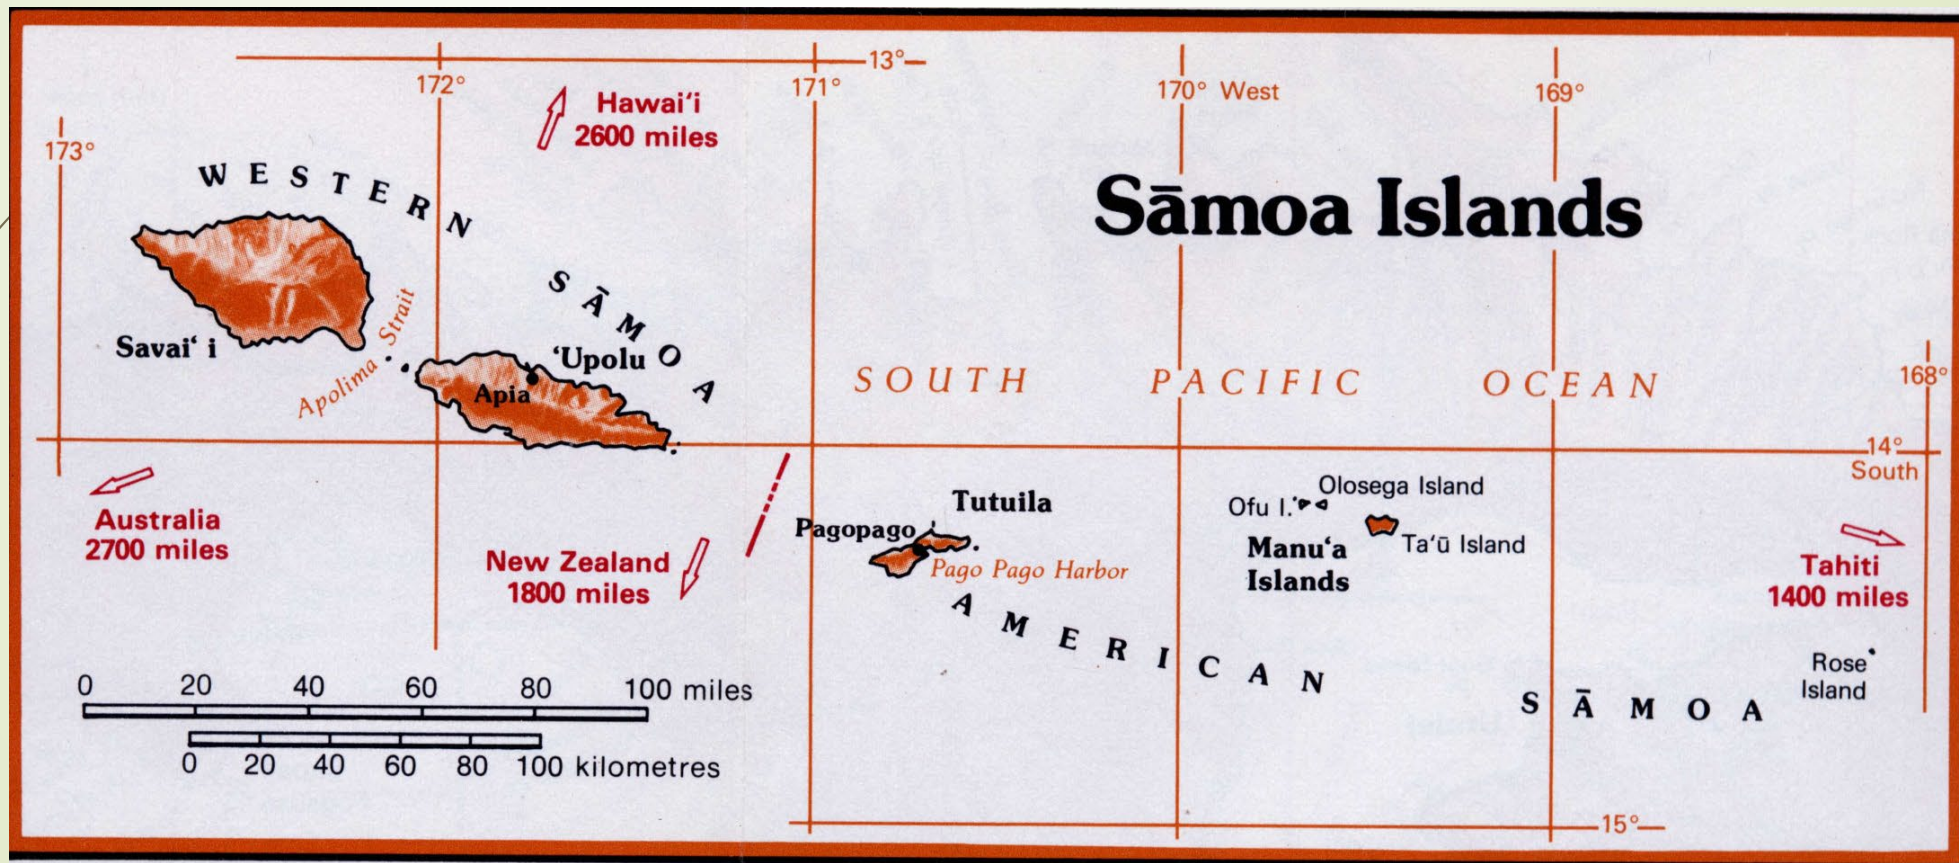 13°
172°
171°
170° West
169°
173°
Hawai‘i
2600 miles
WESTERN
SĀMOA
Sāmoa Islands
Savai‘ i
Apolima Strait
‘Upolu
Apia
SOUTH PACIFIC OCEAN
168°
14°
South
Australia
2700 miles
New Zealand
1800 miles
Tutuila
Pagopago
Pago Pago Harbor
Olosega Island
Ofu I.
Manu‘a
Islands
Ta‘ū Island
Tahiti
1400 miles
AMERICAN
SĀMOA
Rose
Island
0 20 40 60 80 100 miles
0 20 40 60 80 100 kilometres
15°